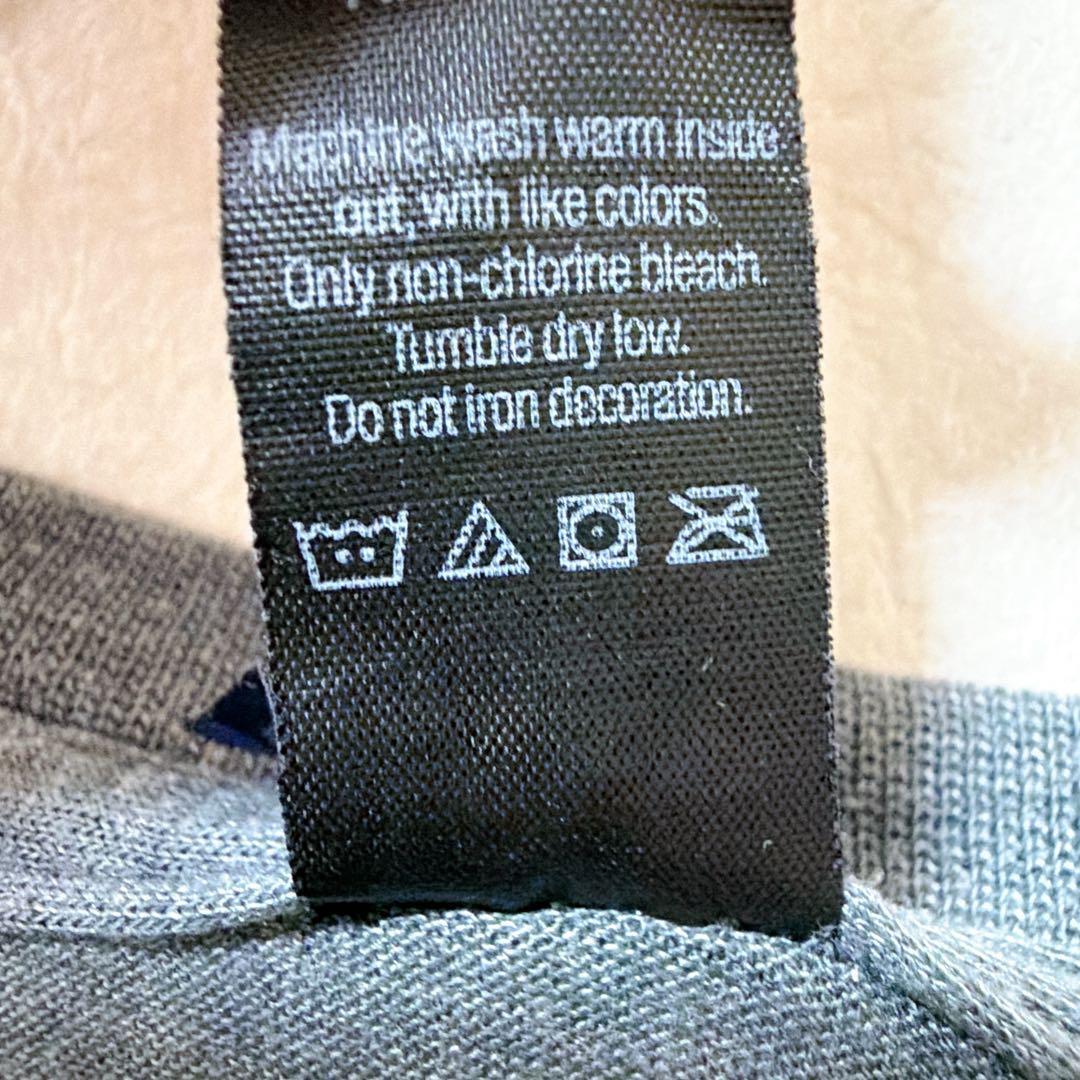 Machine wash warm inside
out, with like colors.
Only non-chlorine bleach.
Tumble dry low.
Do not iron decoration.